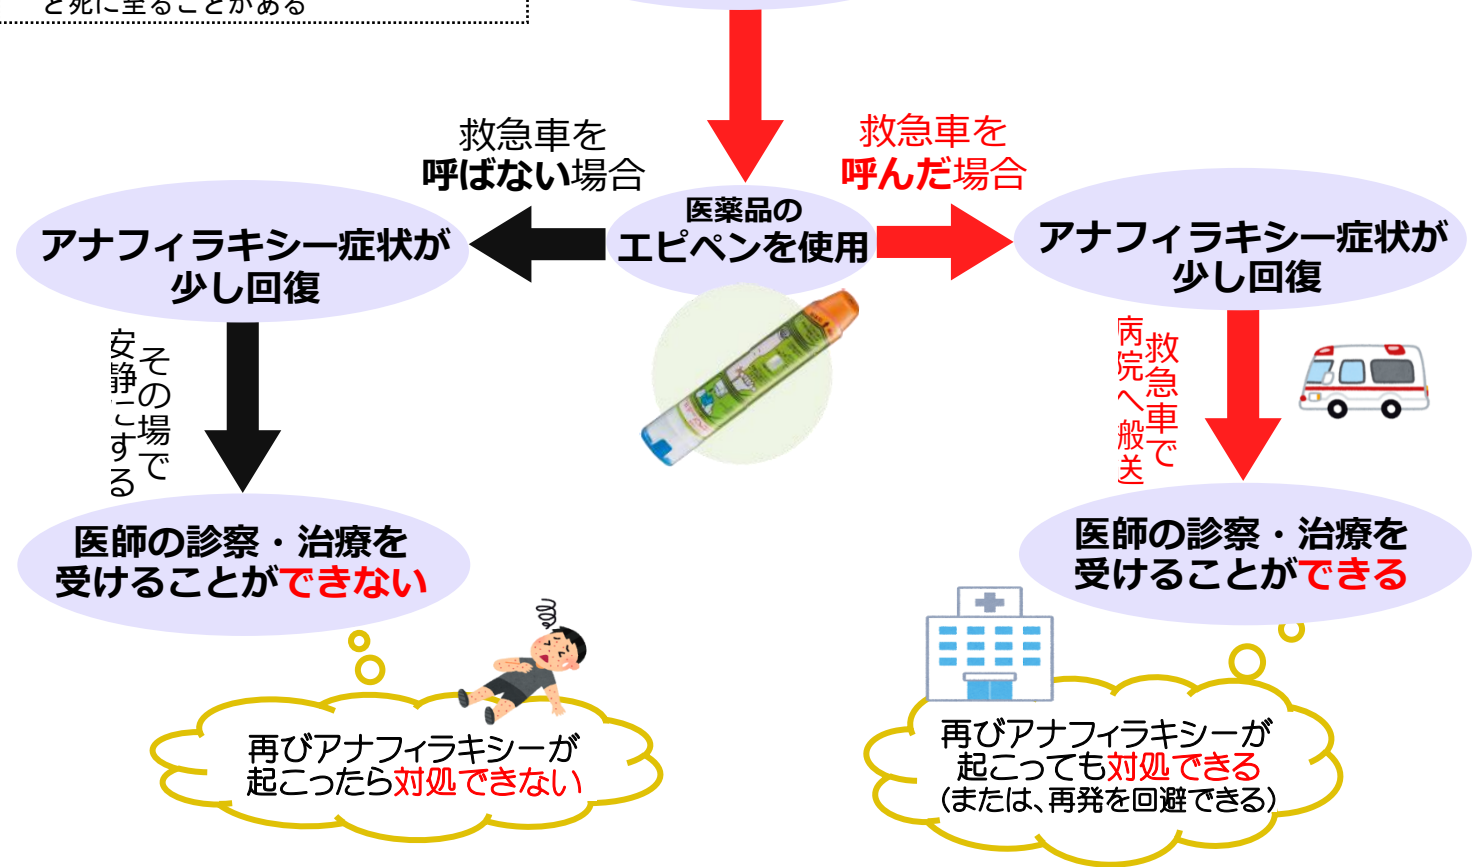 と死に至ることがある
救急車を
呼ばない場合
救急車を
呼んだ場合
医薬品の
エピペンを使用
アナフィラキシー症状が
少し回復
アナフィラキシー症状が
少し回復
その場で
安静にする
救急車で
病院へ搬送
医師の診察・治療を
受けることができない
医師の診察・治療を
受けることができる
再びアナフィラキシーが
起こったら対処できない
再びアナフィラキシーが
起こっても対処できる
(または、再発を回避できる)